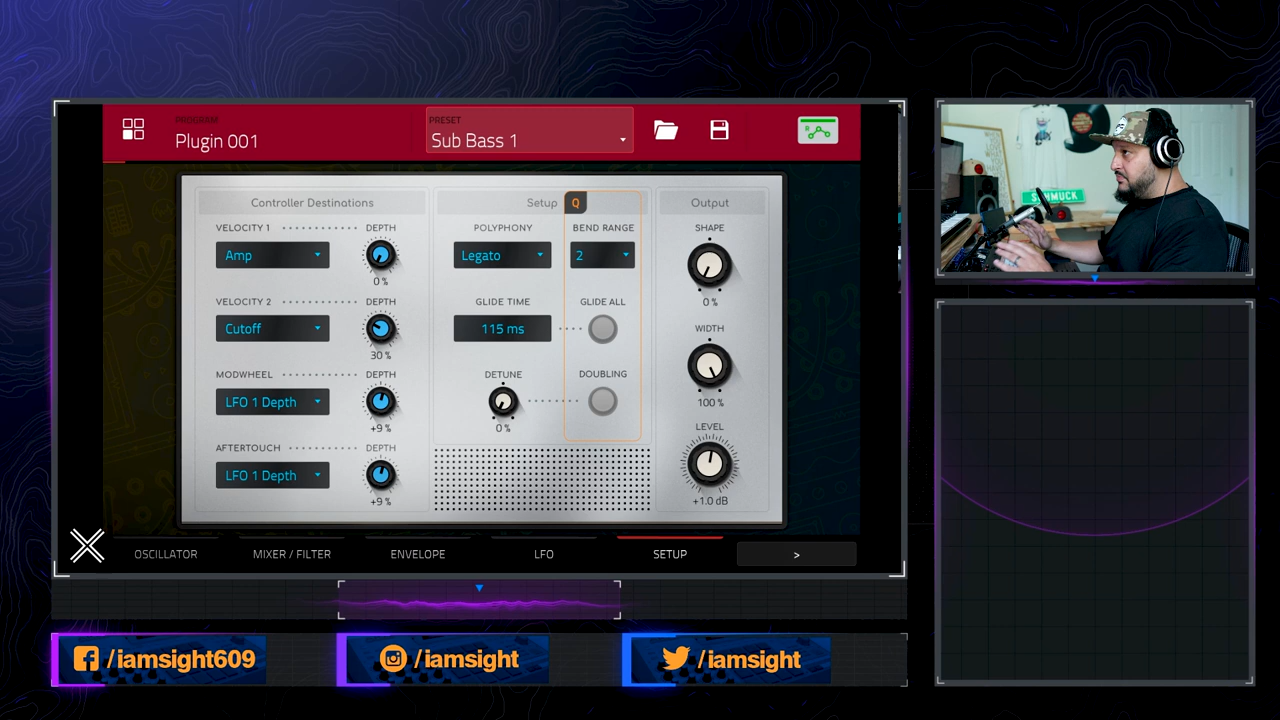 PROGRAM
Plugin 001
PRESET
Sub Bass 1
R
Controller Destination
Setup
Q
Output
VELOCITY 1
DEPTH
Amp
0 %
VELOCITY 2
DEPTH
Cutoff
30 %
MODWHEEL
DEPTH
LFO 1 Depth
+9 %
AFTERTOUCH
DEPTH
LFO 1 Depth
+9 %
POLYPHONY
BEND RANGE
Legato
2
GLIDE TIME
GLIDE ALL
115 ms
DETUNE
DOUBLING
0 %
SHAPE
0 %
WIDTH
100 %
LEVEL
+1.0 dB
OSCILLATOR
MIXER / FILTER
ENVELOPE
LFO
SETUP
>
/iamsight609
/iamsight
/iamsight